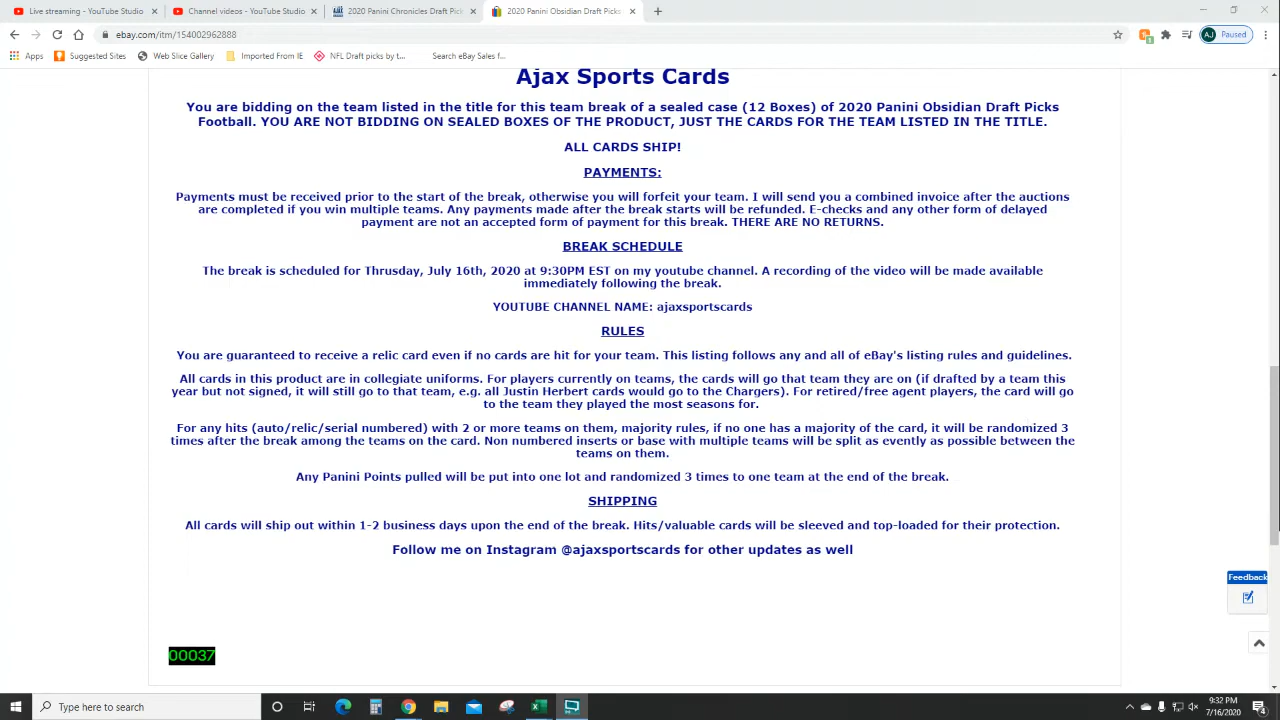 Live streaming - YouTube Studio
(3) Videos - YouTube Studio
2020 Panini Chronicles Draft Pick
2020 Panini Obsidian Draft Picks
ebay.com/itm/154002962888
AJ Paused
Apps Suggested Sites Web Slice Gallery Imported From IE NFL Draft picks by t... Search eBay Sales f...
Ajax Sports Cards
You are bidding on the team listed in the title for this team break of a sealed case (12 Boxes) of 2020 Panini Obsidian Draft Picks
Football. YOU ARE NOT BIDDING ON SEALED BOXES OF THE PRODUCT, JUST THE CARDS FOR THE TEAM LISTED IN THE TITLE.
ALL CARDS SHIP!
PAYMENTS:
Payments must be received prior to the start of the break, otherwise you will forfeit your team. I will send you a combined invoice after the auctions
are completed if you win multiple teams. Any payments made after the break starts will be refunded. E-checks and any other form of delayed
payment are not an accepted form of payment for this break. THERE ARE NO RETURNS.
BREAK SCHEDULE
The break is scheduled for Thrusday, July 16th, 2020 at 9:30PM EST on my youtube channel. A recording of the video will be made available
immediately following the break.
YOUTUBE CHANNEL NAME: ajaxsportscards
RULES
You are guaranteed to receive a relic card even if no cards are hit for your team. This listing follows any and all of eBay's listing rules and guidelines.
All cards in this product are in collegiate uniforms. For players currently on teams, the cards will go that team they are on (if drafted by a team this
year but not signed, it will still go to that team, e.g. all Justin Herbert cards would go to the Chargers). For retired/free agent players, the card will go
to the team they played the most seasons for.
For any hits (auto/relic/serial numbered) with 2 or more teams on them, majority rules, if no one has a majority of the card, it will be randomized 3
times after the break among the teams on the card. Non numbered inserts or base with multiple teams will be split as evently as possible between the
teams on them.
Any Panini Points pulled will be put into one lot and randomized 3 times to one team at the end of the break.
SHIPPING
All cards will ship out within 1-2 business days upon the end of the break. Hits/valuable cards will be sleeved and top-loaded for their protection.
Follow me on Instagram @ajaxsportscards for other updates as well
Feedback
00037
Type here to search
9:32 PM
7/16/2020